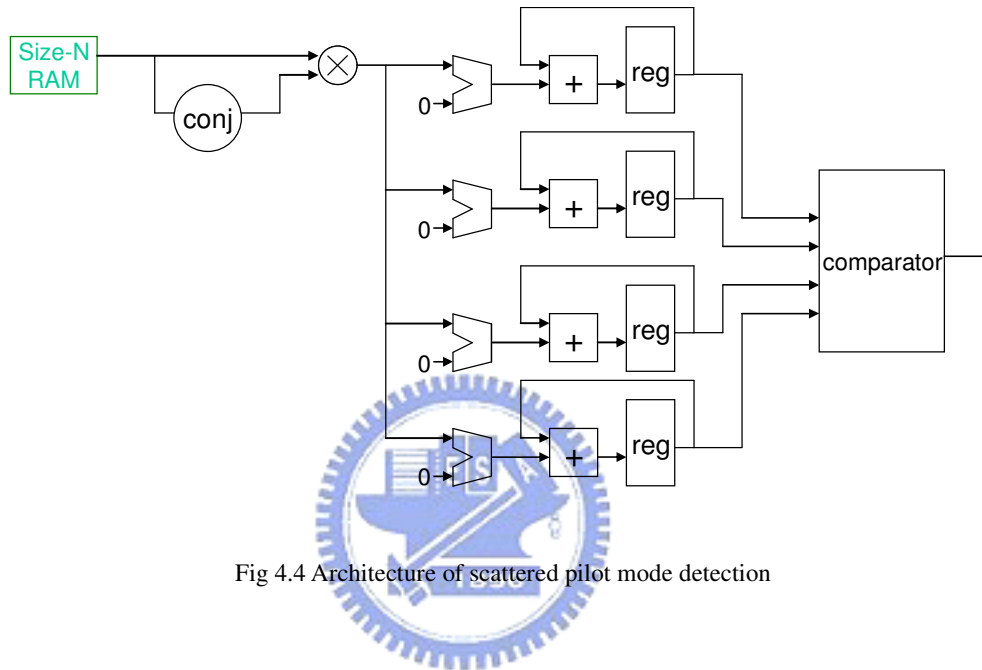 Size-N
RAM
conj
0
+
reg
0
+
reg
comparator
0
+
reg
0
+
reg
Fig 4.4 Architecture of scattered pilot mode detection